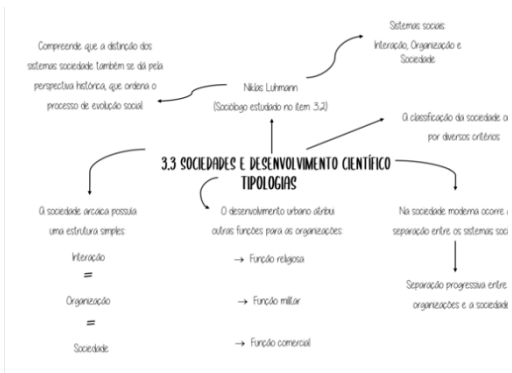 Sistemas sociais:
Interação, Organização e
Sociedade
Compreende que a distinção dos
sistemas sociedade também se dá pela
perspectiva histórica, que ordena o
processo de evolução social
Niklas Luhmann
(Sociólogo estudado no item 3.2)
A classificação da sociedade
por diversos critérios
3.3 SOCIEDADES E DESENVOLVIMENTO CIENTÍFICO
TIPOLOGIAS
A sociedade arcaica possuía
uma estrutura simples
Interação
=
Organização
=
Sociedade
O desenvolvimento urbano atribui
outras funções para as organizações
→ Função religiosa
→ Função militar
→ Função comercial
Na sociedade moderna ocorre
separação entre os sistemas
Separação progressiva entre
organizações e a sociedade